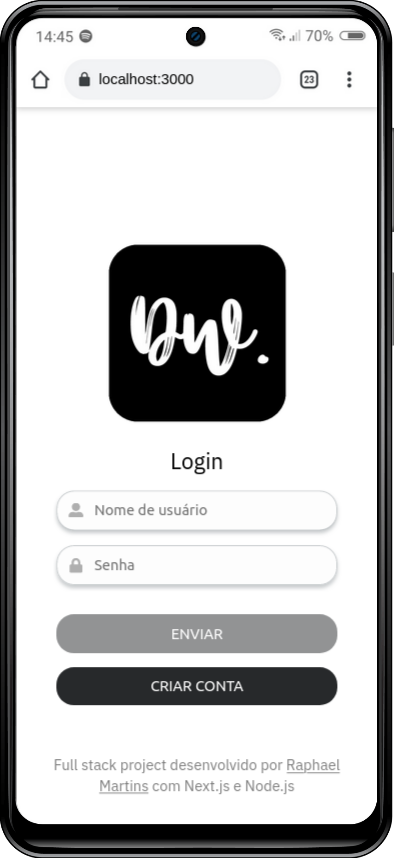 14:45 70%
localhost:3000 23
Dw.
Login
Nome de usuário
Senha
ENVIAR
CRIAR CONTA
Full stack project desenvolvido por Raphael
Martins com Next.js e Node.js